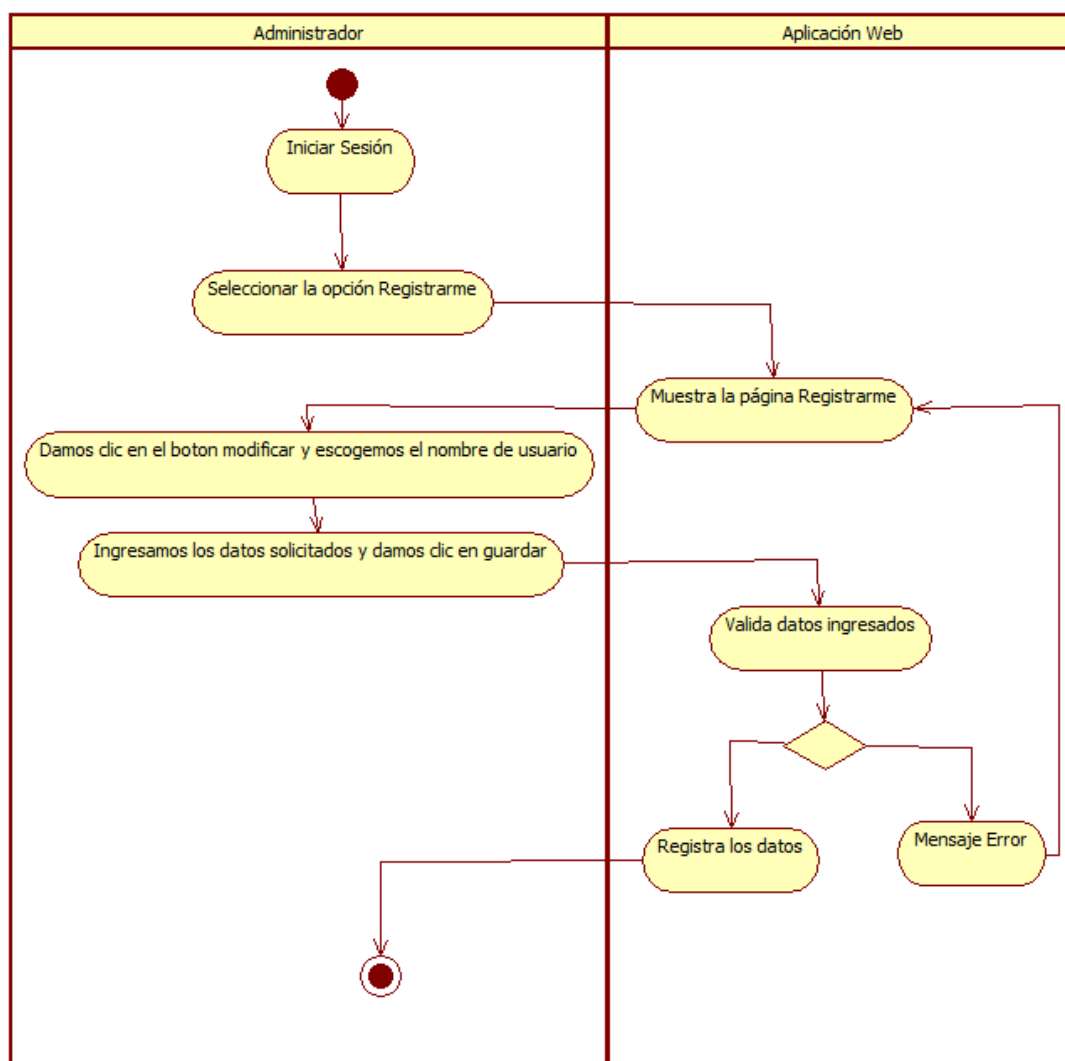 Administrador
Aplicación Web
Iniciar Sesión
Seleccionar la opción Registrarme
Muestra la página Registrarme
Damos clic en el boton modificar y escogemos el nombre de usuario
Ingresamos los datos solicitados y damos clic en guardar
Valida datos ingresados
Registra los datos
Mensaje Error